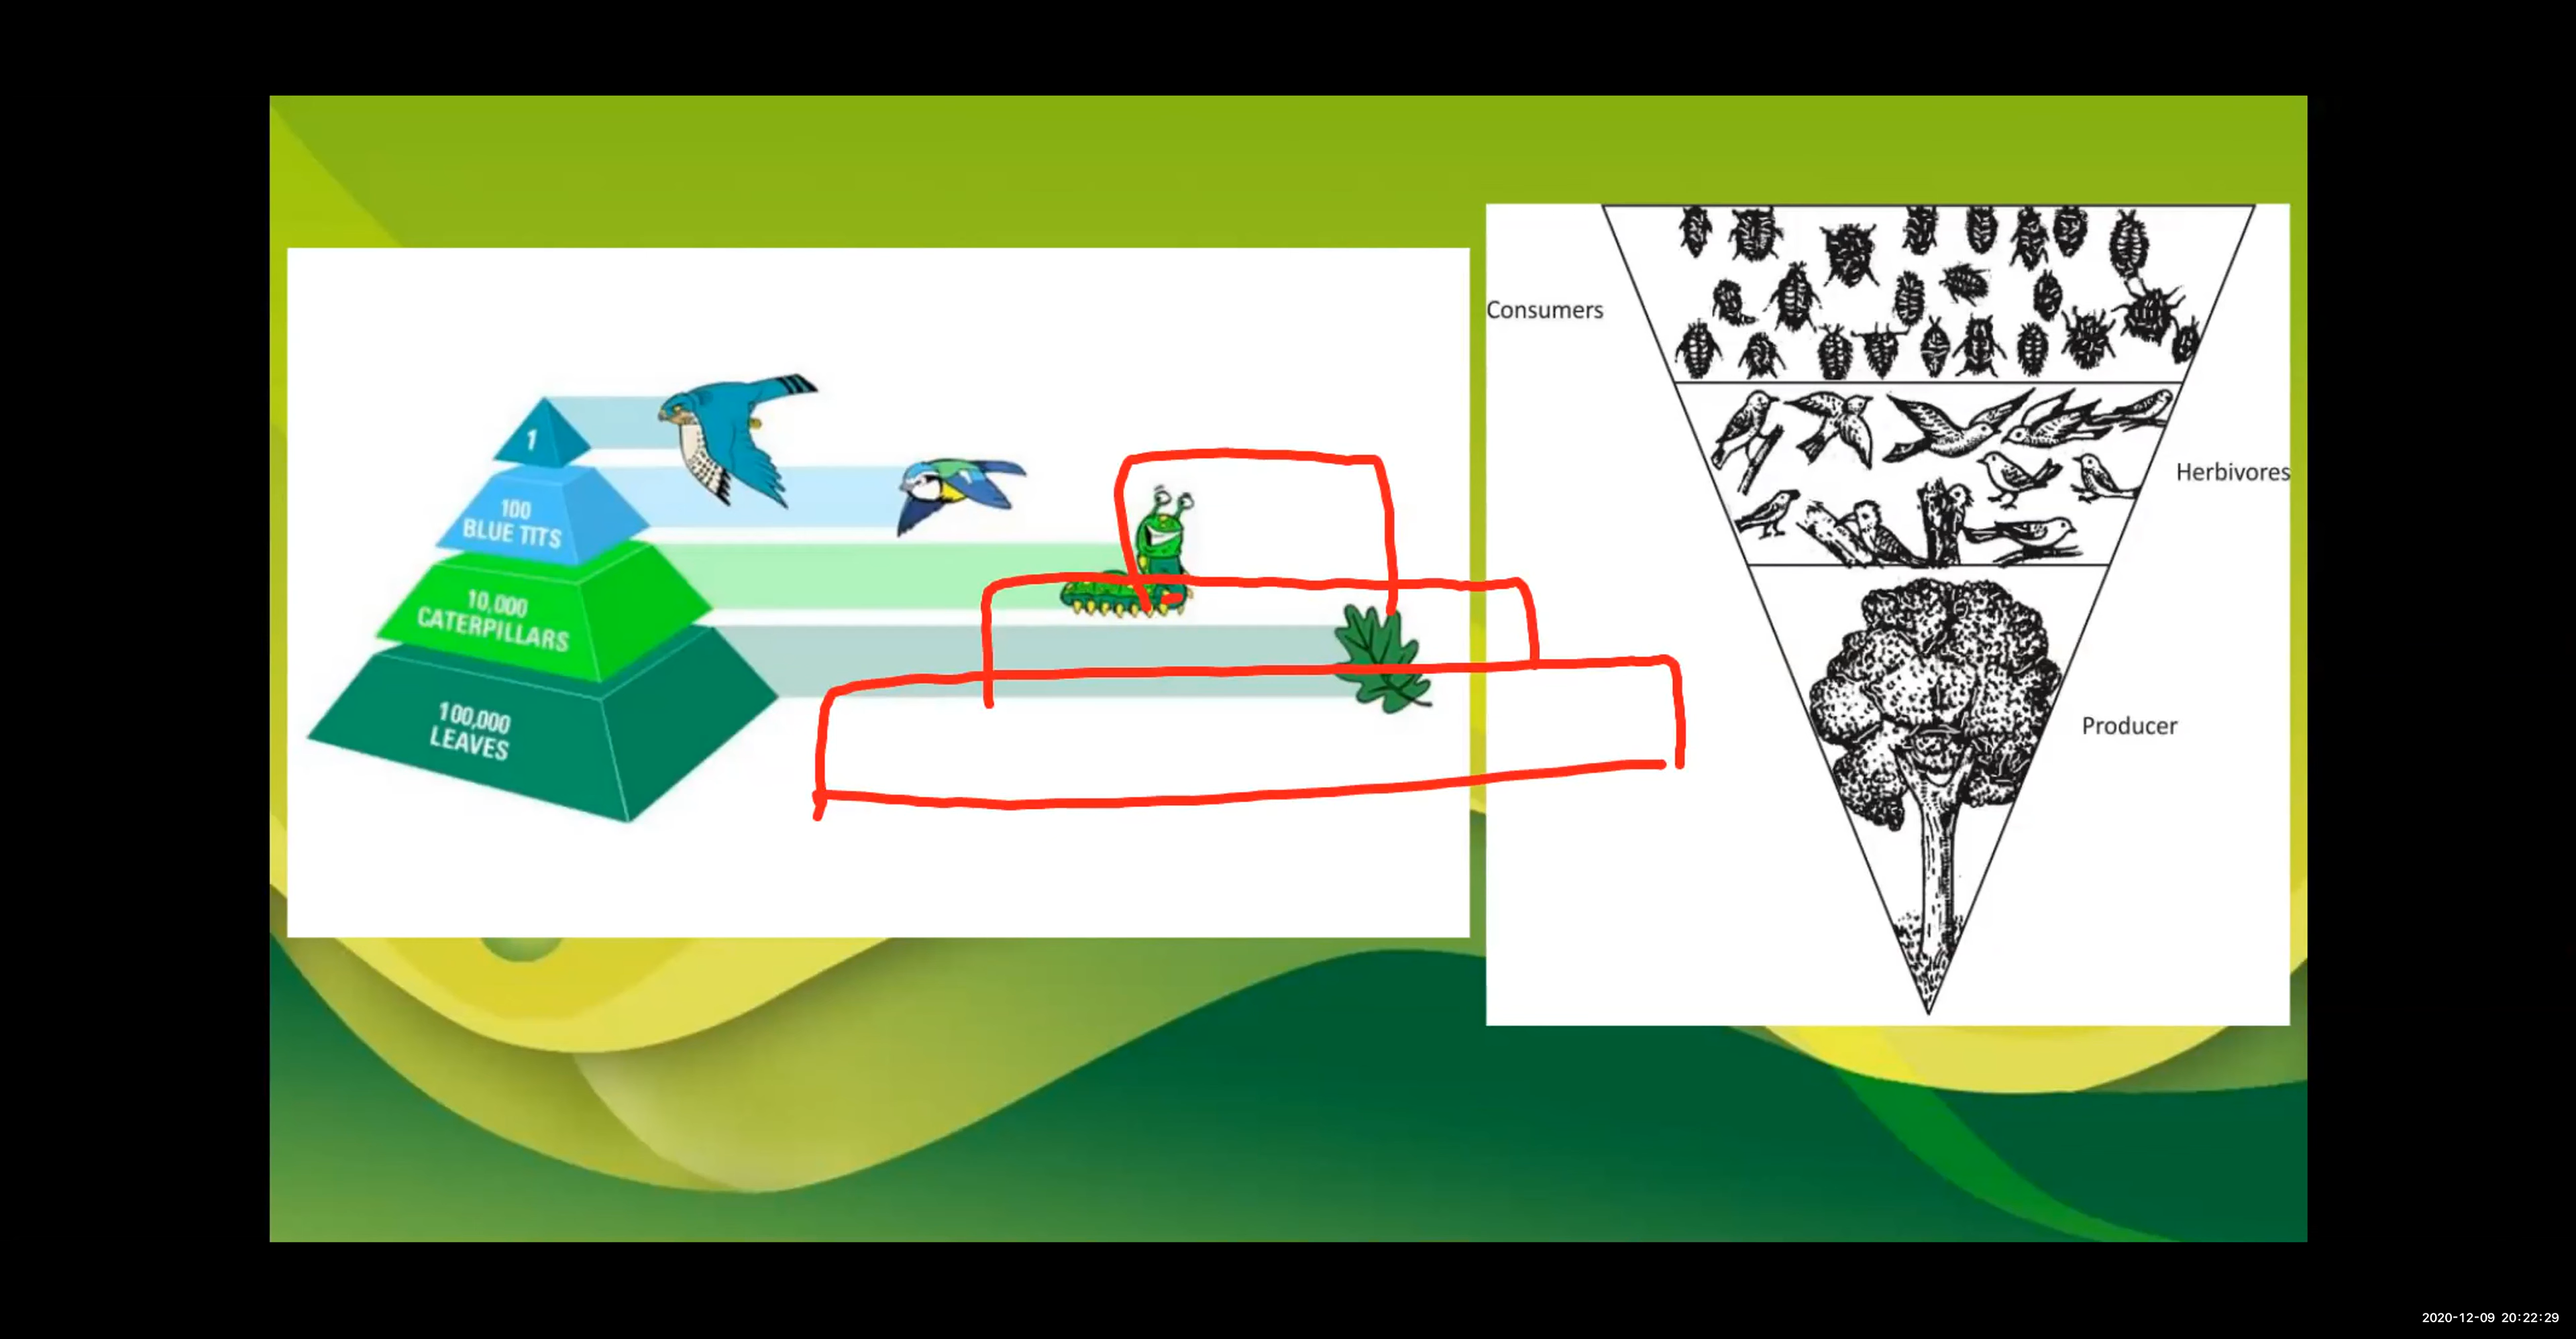 1
100
BLUE TITS
10,000
CATERPILLARS
100,000
LEAVES
Consumers
Herbivores
Producer
2020-12-09 20:22:29